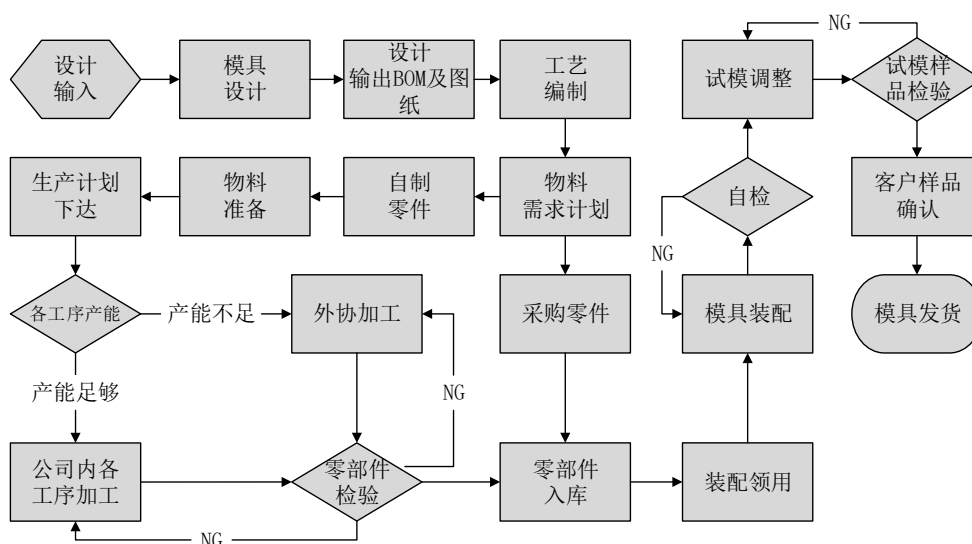 NG
设计
输入
模具
设计
设计
输出BOM及图
纸
工艺
编制
试模调整
试模样
品检验
生产计划
下达
物料
准备
自制
零件
物料
需求计划
自检
客户样品
确认
NG
各工序产能
产能不足
外协加工
采购零件
模具装配
模具发货
产能足够
NG
公司内各
工序加工
零部件
检验
零部件
入库
装配领用
NG